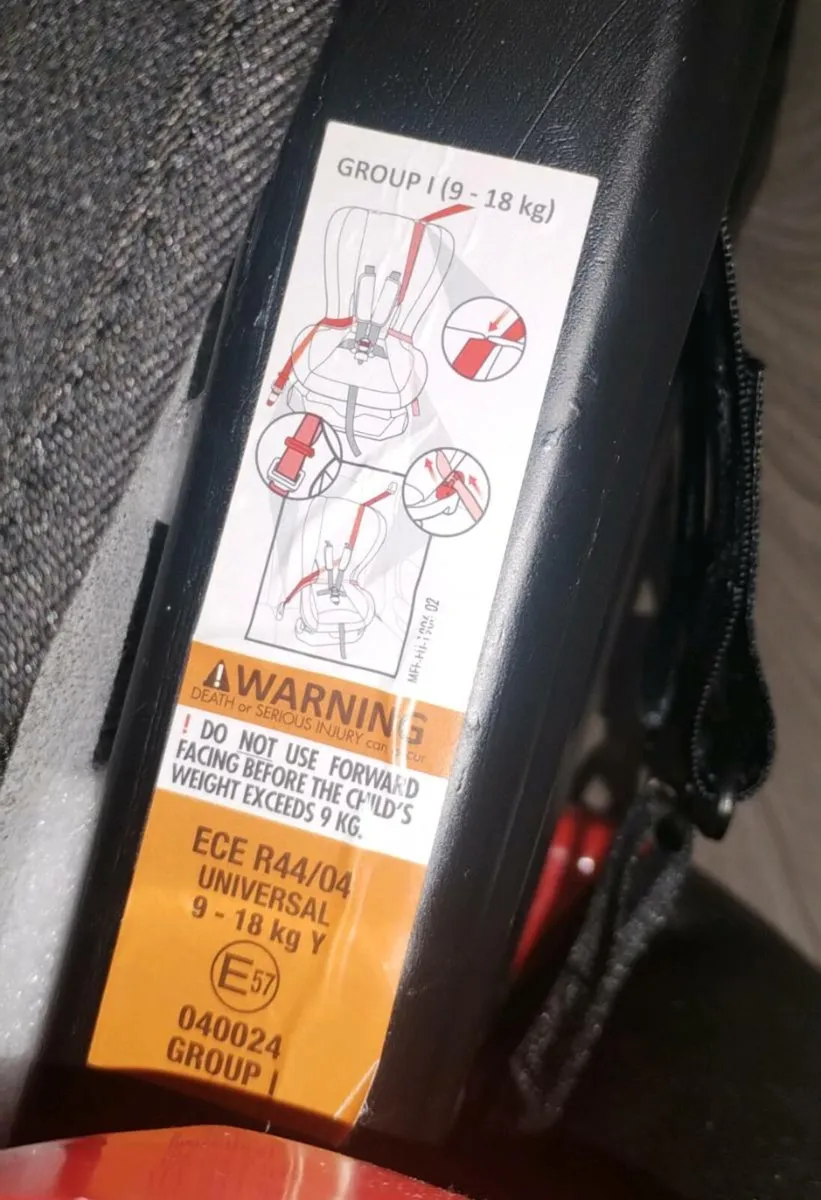 GROUP I (9 - 18 kg)
WARNING
DEATH or SERIOUS INJURY can occur
! DO NOT USE FORWARD
FACING BEFORE THE CHILD'S
WEIGHT EXCEEDS 9 KG.
ECE R44/04
UNIVERSAL
9 - 18 kg Y
E57
040024
GROUP I